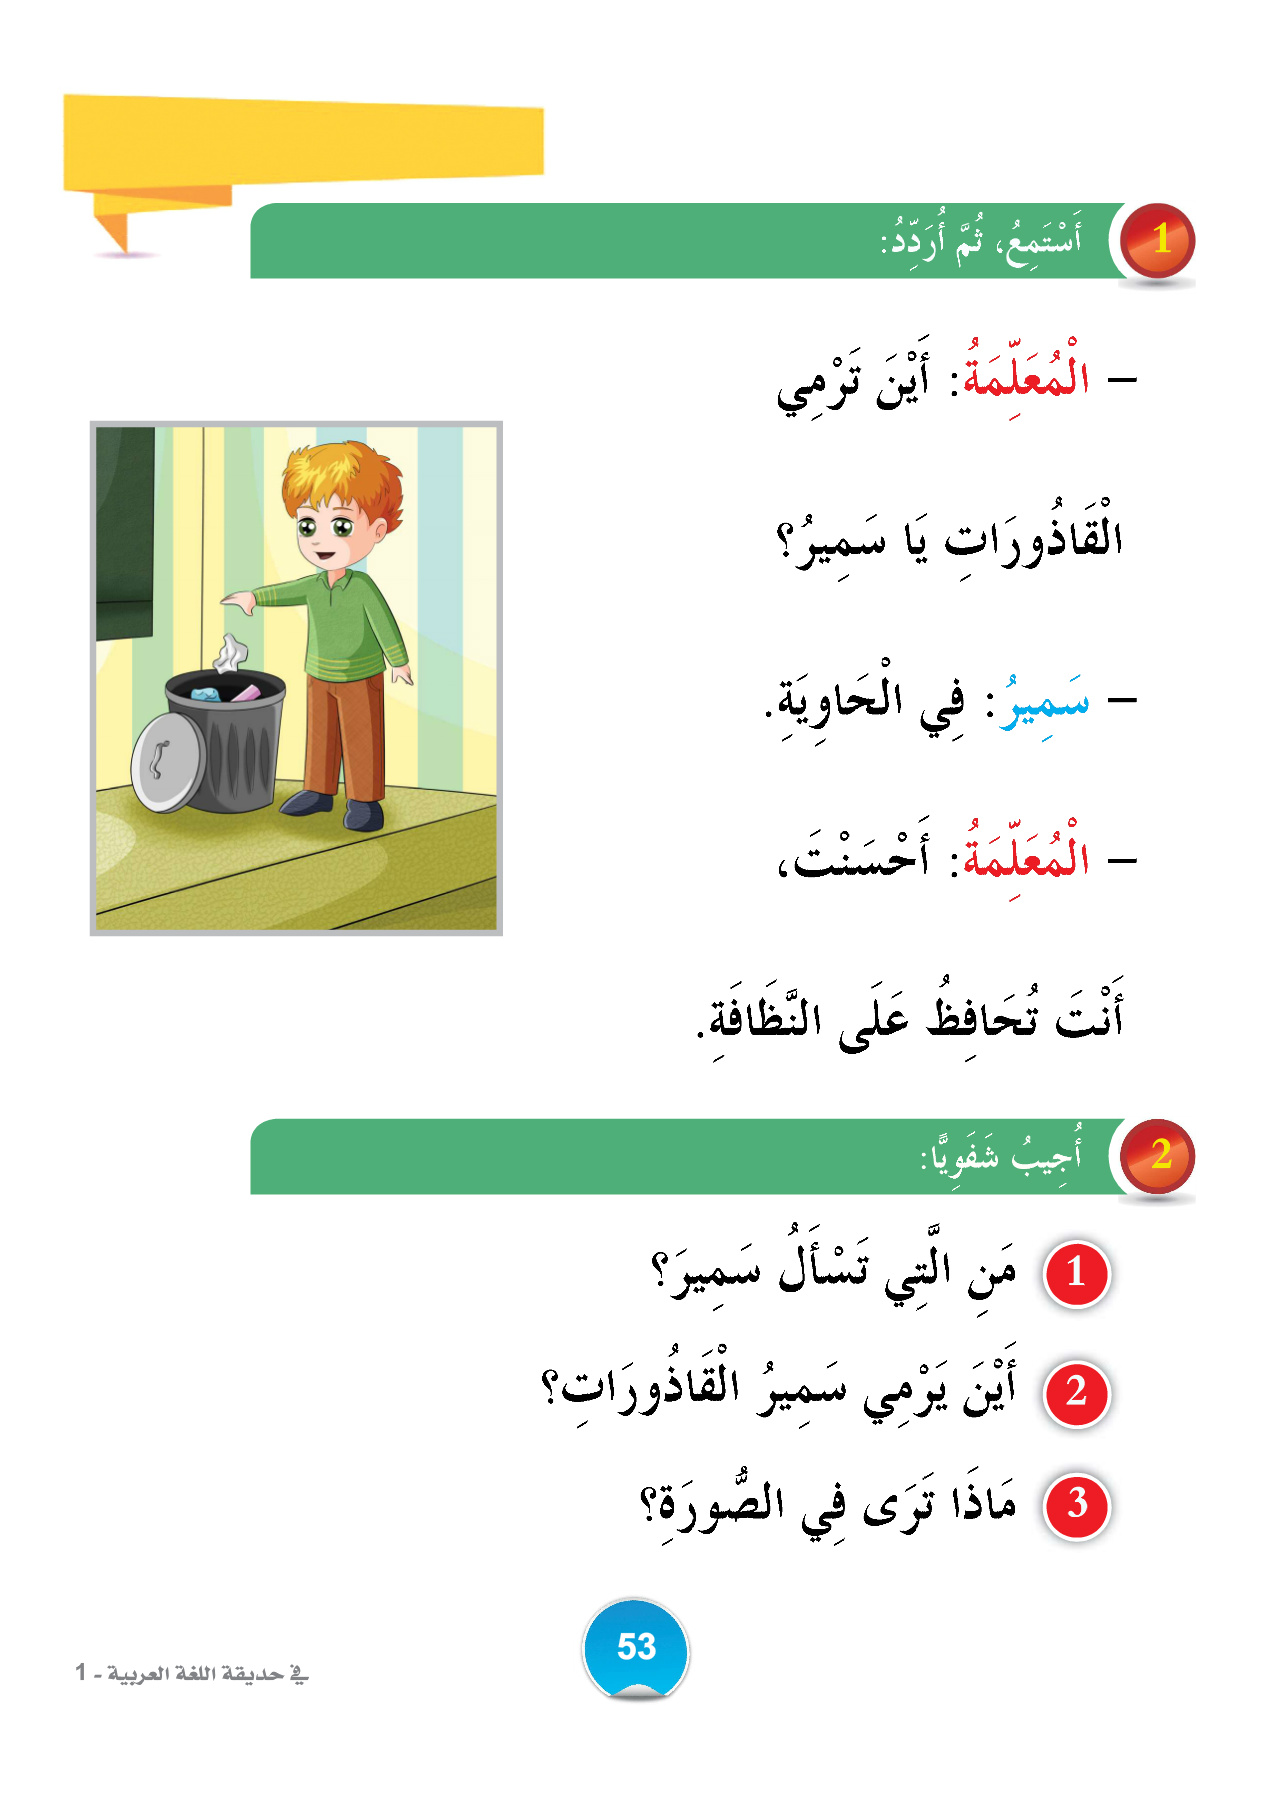 1 أَسْتَمِعُ، ثُمَّ أُرَدِّدُ:
– الْمُعَلِّمَةُ: أَيْنَ تَرْمِي
الْقَاذُورَاتِ يَا سَمِيرُ؟
– سَمِيرُ: فِي الْحَاوِيَةِ.
– الْمُعَلِّمَةُ: أَحْسَنْتَ،
أَنْتَ تُحَافِظُ عَلَى النَّظَافَةِ.
2 أُجِيبُ شَفَوِيًّا:
1 مَنِ الَّتِي تَسْأَلُ سَمِيرَ؟
2 أَيْنَ يَرْمِي سَمِيرُ الْقَاذُورَاتِ؟
3 مَاذَا تَرَى فِي الصُّورَةِ؟
53
في حديقة اللغة العربية - 1